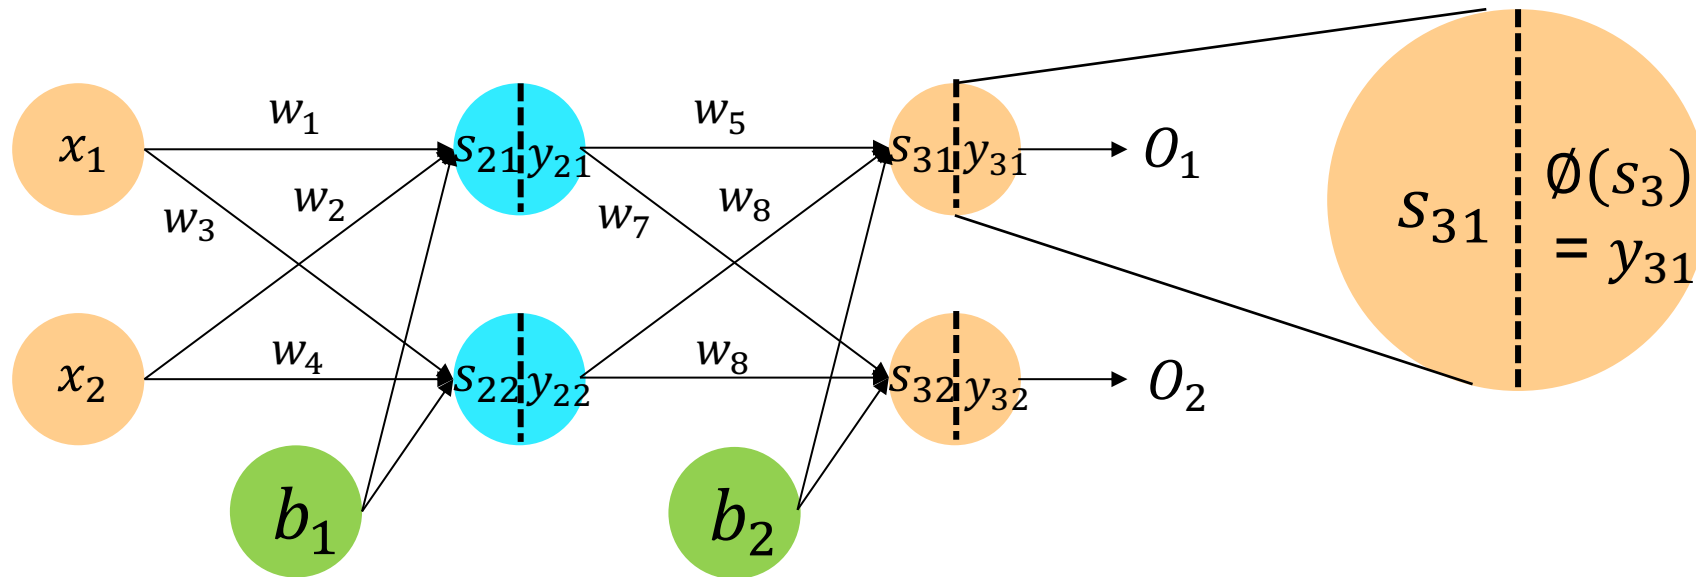 x₁
x₂
w₁
w₂
w₃
w₄
b₁
s₂₁ y₂₁
s₂₂ y₂₂
w₅
w₇
w₈
w₈
b₂
s₃₁ y₃₁
s₃₂ y₃₂
O₁
O₂
s₃₁
∅(s₃)
= y₃₁